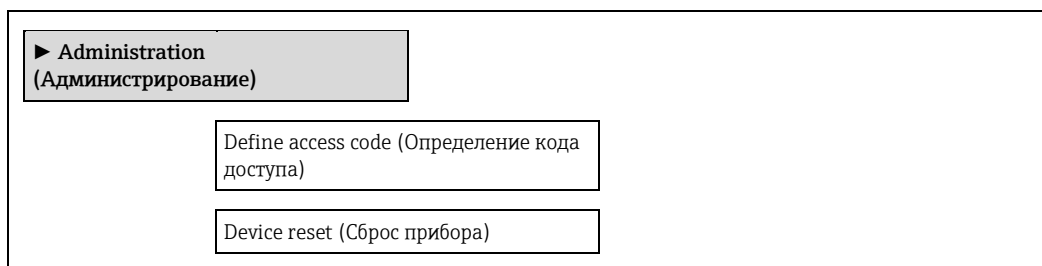 ► Administration
(Администрирование)
Define access code (Определение кода
доступа)
Device reset (Сброс прибора)